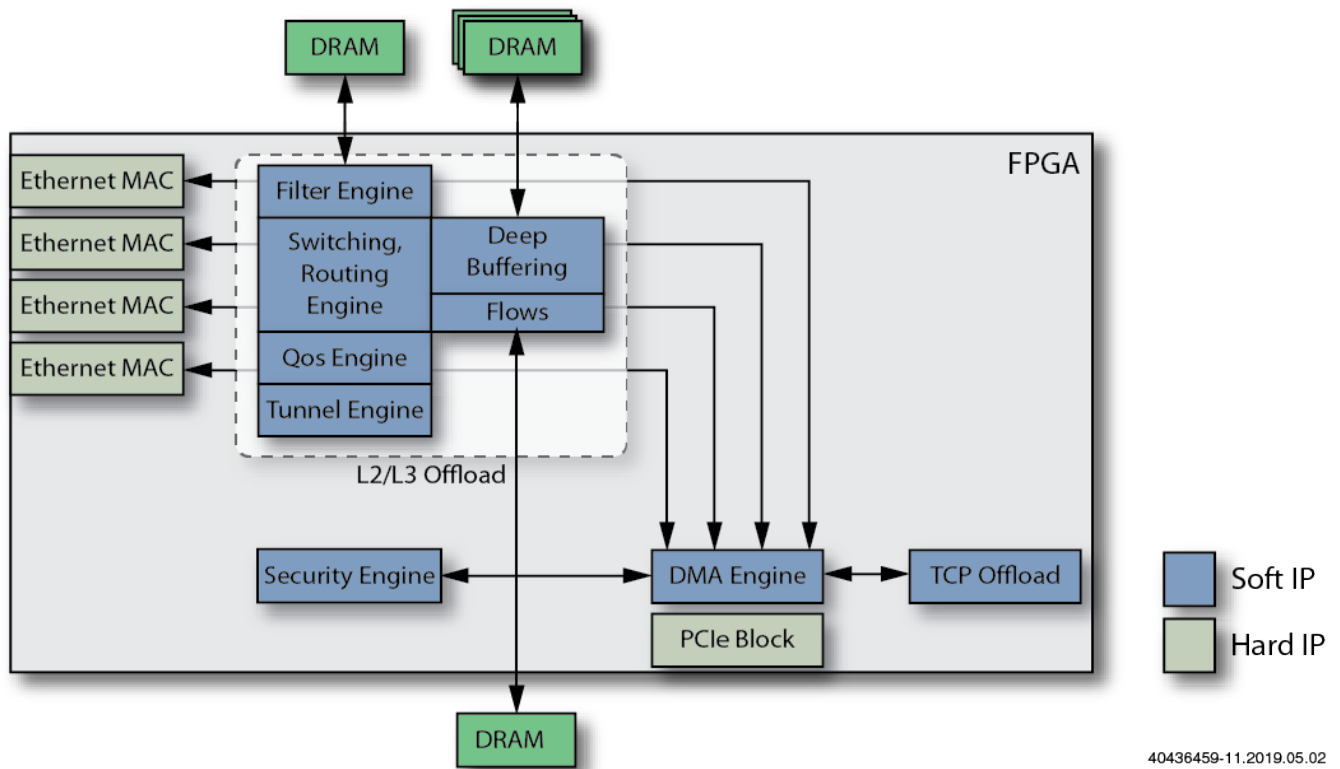 DRAM
DRAM
FPGA
Ethernet MAC
Ethernet MAC
Ethernet MAC
Ethernet MAC
Filter Engine
Switching,
Routing
Engine
Deep
Buffering
Flows
Qos Engine
Tunnel Engine
L2/L3 Offload
Security Engine
DMA Engine
TCP Offload
PCIe Block
Soft IP
Hard IP
DRAM
40436459-11.2019.05.02